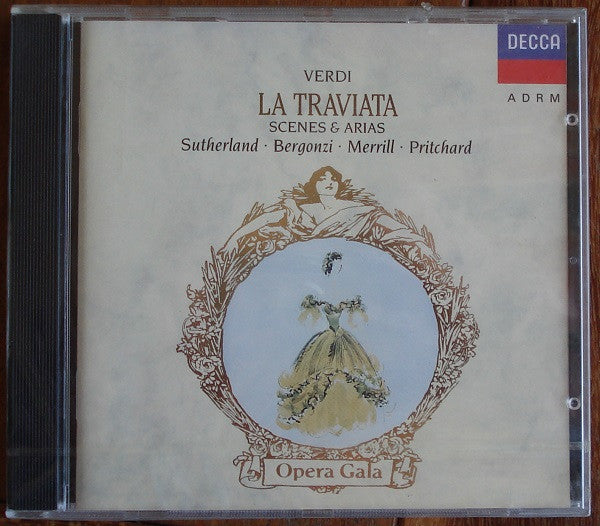 DECCA
ADRM
VERDI
LA TRAVIATA
SCENES & ARIAS
Sutherland · Bergonzi · Merrill · Pritchard
Opera Gala